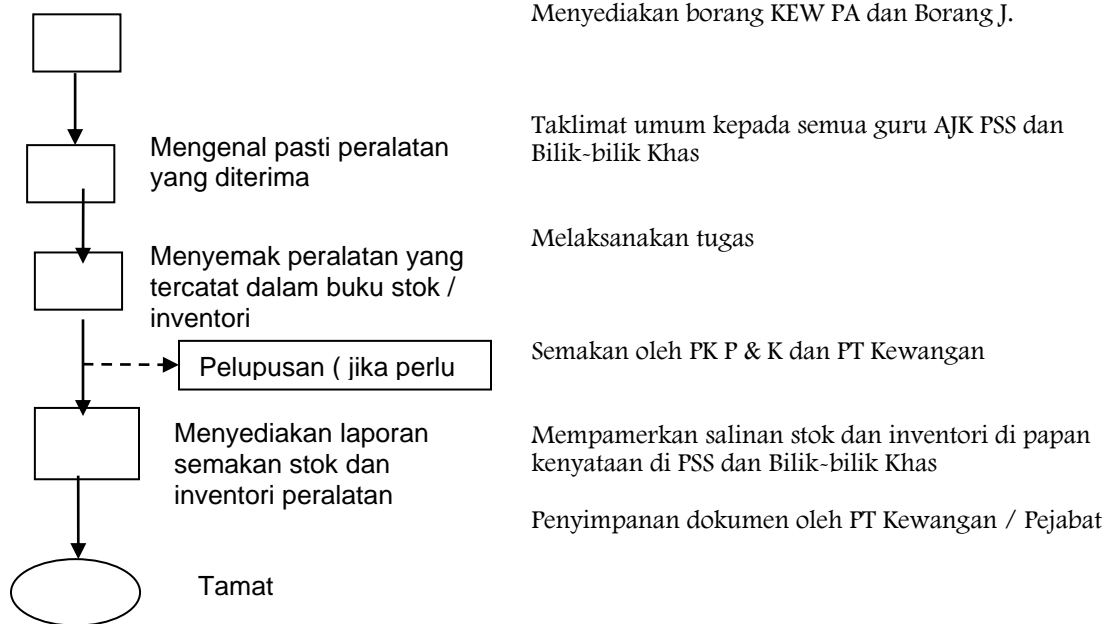 Menyediakan borang KEW PA dan Borang J.
Mengenal pasti peralatan
yang diterima
Taklimat umum kepada semua guru AJK PSS dan
Bilik-bilik Khas
Menyemak peralatan yang
tercatat dalam buku stok /
inventori
Melaksanakan tugas
Pelupusan ( jika perlu
Semakan oleh PK P & K dan PT Kewangan
Menyediakan laporan
semakan stok dan
inventori peralatan
Mempamerkan salinan stok dan inventori di papan
kenyataan di PSS dan Bilik-bilik Khas
Penyimpanan dokumen oleh PT Kewangan / Pejabat
Tamat